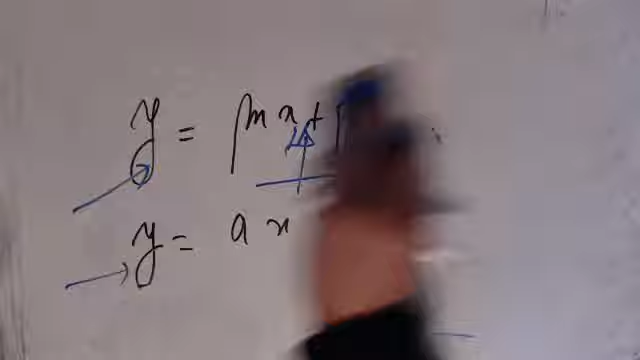 y = mx +
y = ax